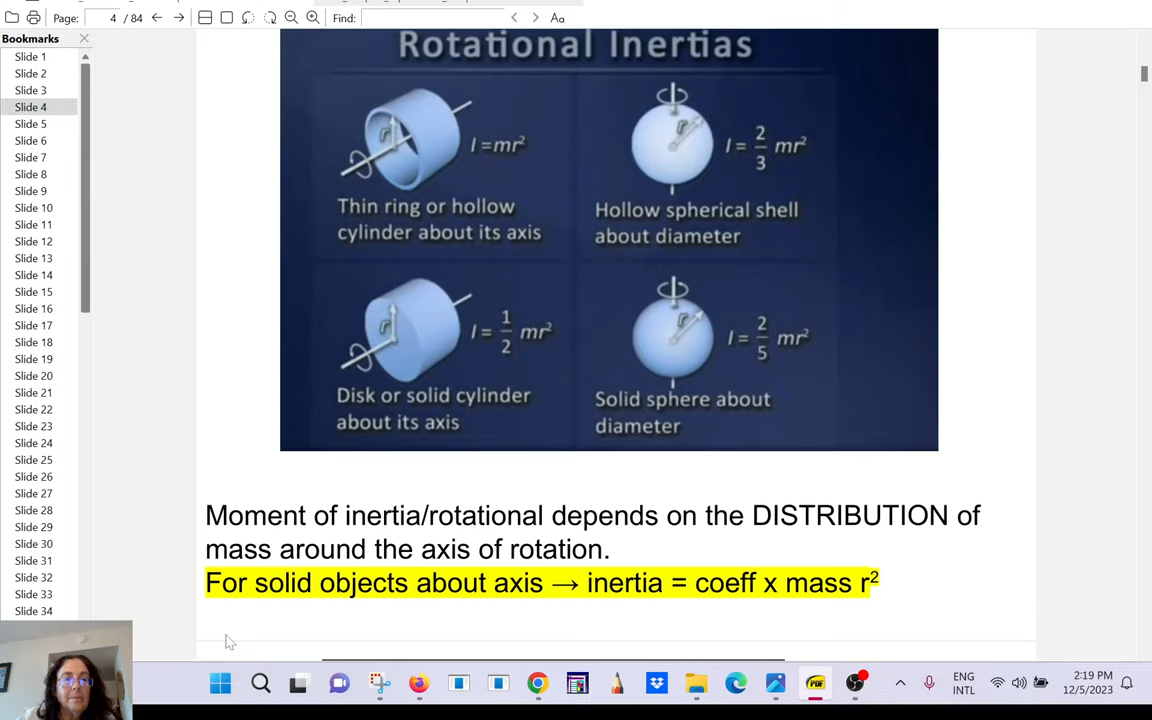 Page: 4 / 84 Find: Aa
Bookmarks
Slide 1
Slide 2
Slide 3
Slide 4
Slide 5
Slide 6
Slide 7
Slide 8
Slide 9
Slide 10
Slide 11
Slide 12
Slide 13
Slide 14
Slide 15
Slide 16
Slide 17
Slide 18
Slide 19
Slide 20
Slide 21
Slide 22
Slide 23
Slide 24
Slide 25
Slide 26
Slide 27
Slide 28
Slide 29
Slide 30
Slide 31
Slide 32
Slide 33
Slide 34
Rotational Inertias
r
I =mr²
Thin ring or hollow
cylinder about its axis
r
I = 2/3 mr²
Hollow spherical shell
about diameter
r
I = 1/2 mr²
Disk or solid cylinder
about its axis
r
I = 2/5 mr²
Solid sphere about
diameter
Moment of inertia/rotational depends on the DISTRIBUTION of
mass around the axis of rotation.
For solid objects about axis → inertia = coeff x mass r²
ENG
INTL
2:19 PM
12/5/2023